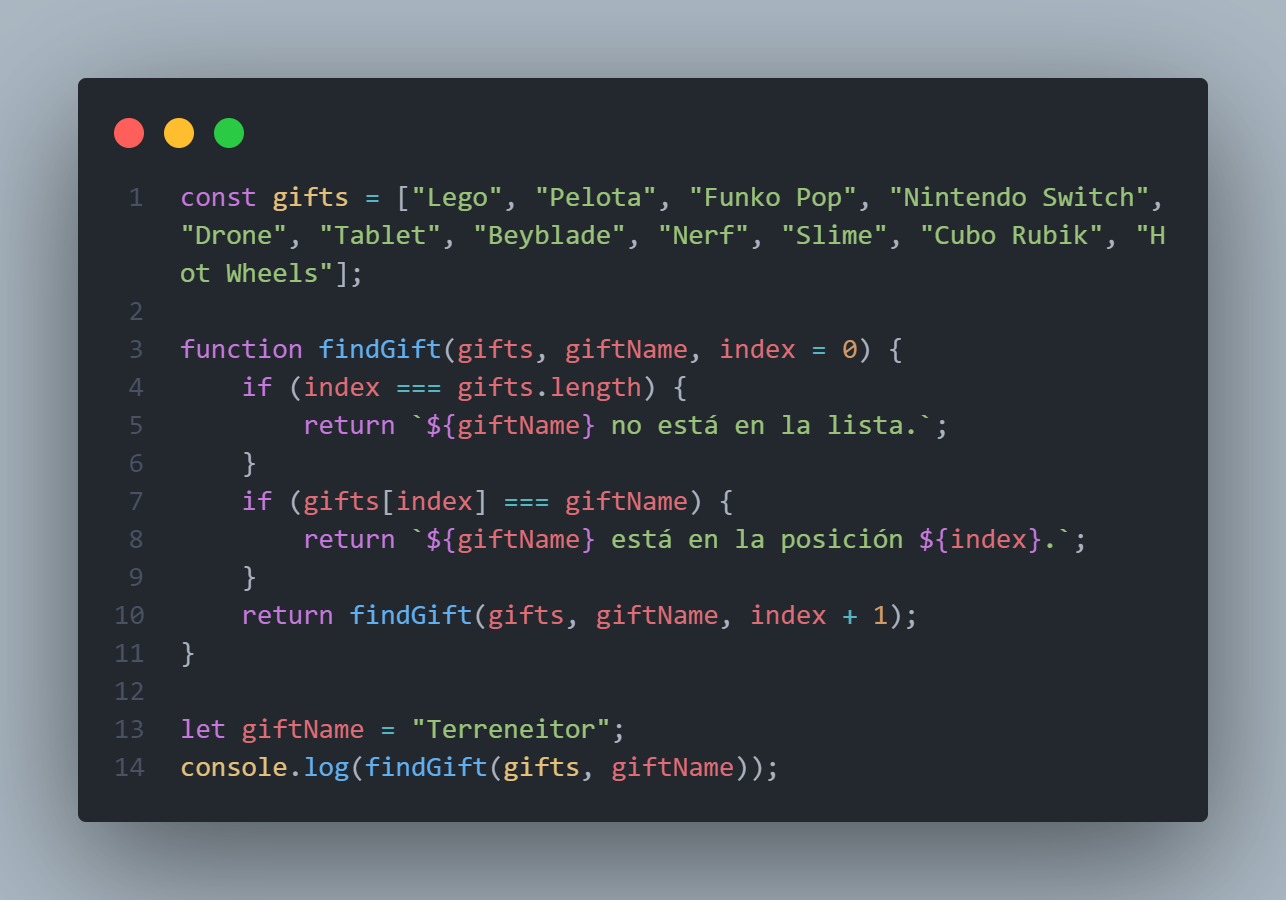 1 const gifts = ["Lego", "Pelota", "Funko Pop", "Nintendo Switch",
"Drone", "Tablet", "Beyblade", "Nerf", "Slime", "Cubo Rubik", "H
ot Wheels"];
2
3 function findGift(gifts, giftName, index = 0) {
4     if (index === gifts.length) {
5         return `${giftName} no está en la lista.`;
6     }
7     if (gifts[index] === giftName) {
8         return `${giftName} está en la posición ${index}.`;
9     }
10     return findGift(gifts, giftName, index + 1);
11 }
12
13 let giftName = "Terreneitor";
14 console.log(findGift(gifts, giftName));